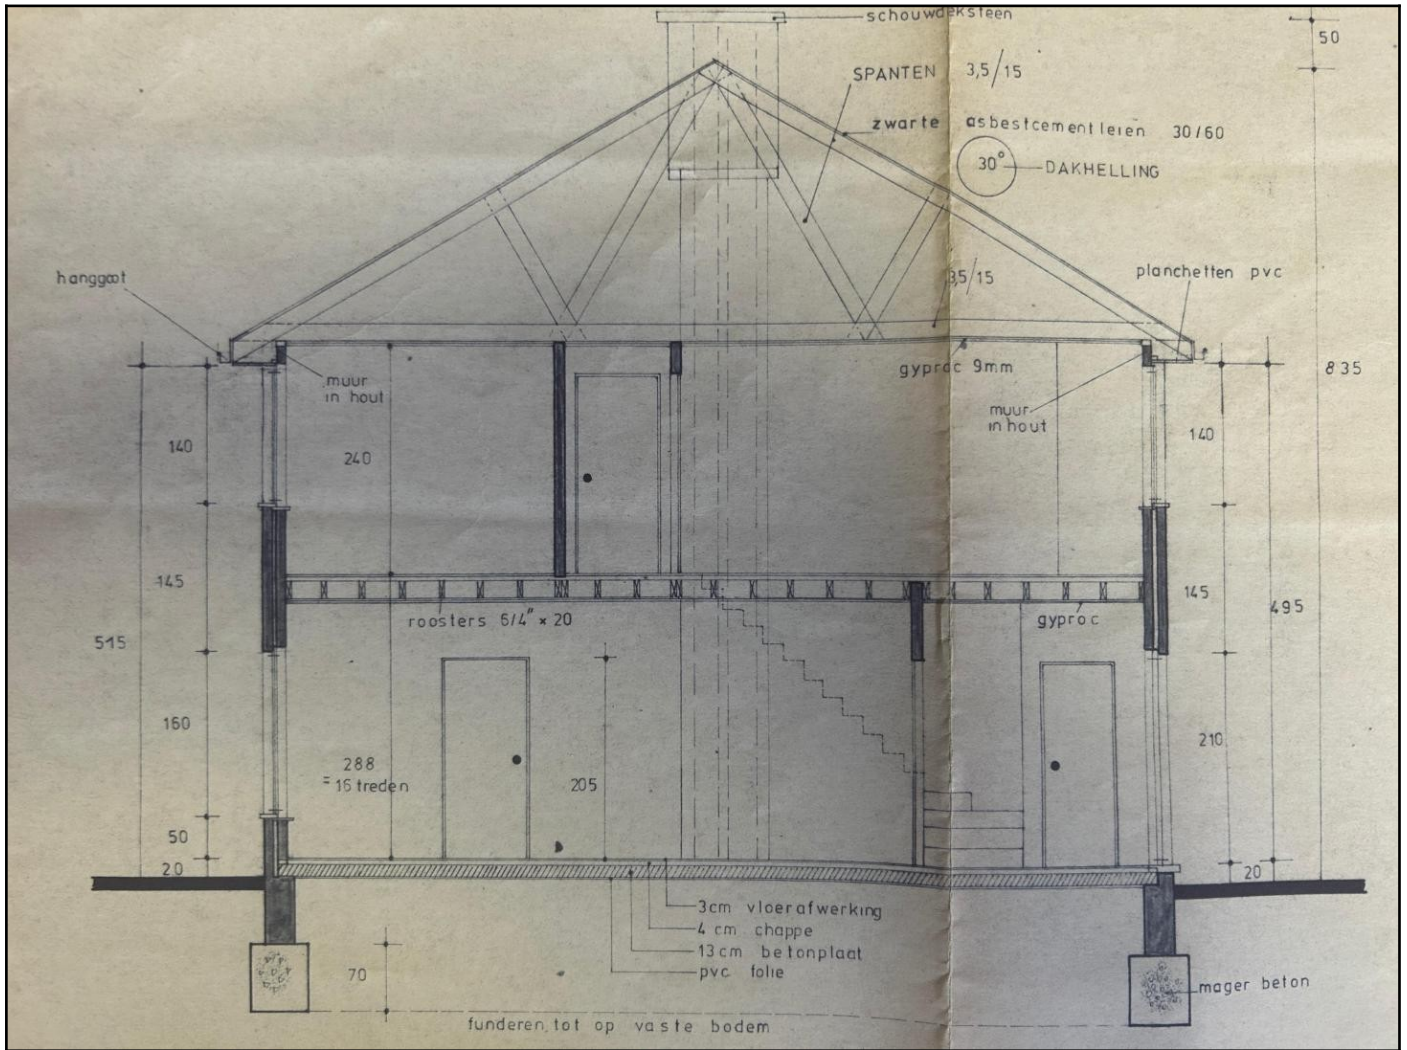 schouwdeksteen
50
SPANTEN 3,5/15
zwarte asbestcementleien 30/60
30° DAKHELLING
hanggoot
3,5/15
planchetten pvc
muur
in hout
gyproc 9mm
muur
in hout
835
140
240
140
145
roosters 6/4" × 20
gyproc
145
495
515
160
288
= 16 treden
205
210
50
20
20
3cm vloerafwerking
4 cm chappe
13cm betonplaat
pvc folie
70
mager beton
funderen tot op vaste bodem